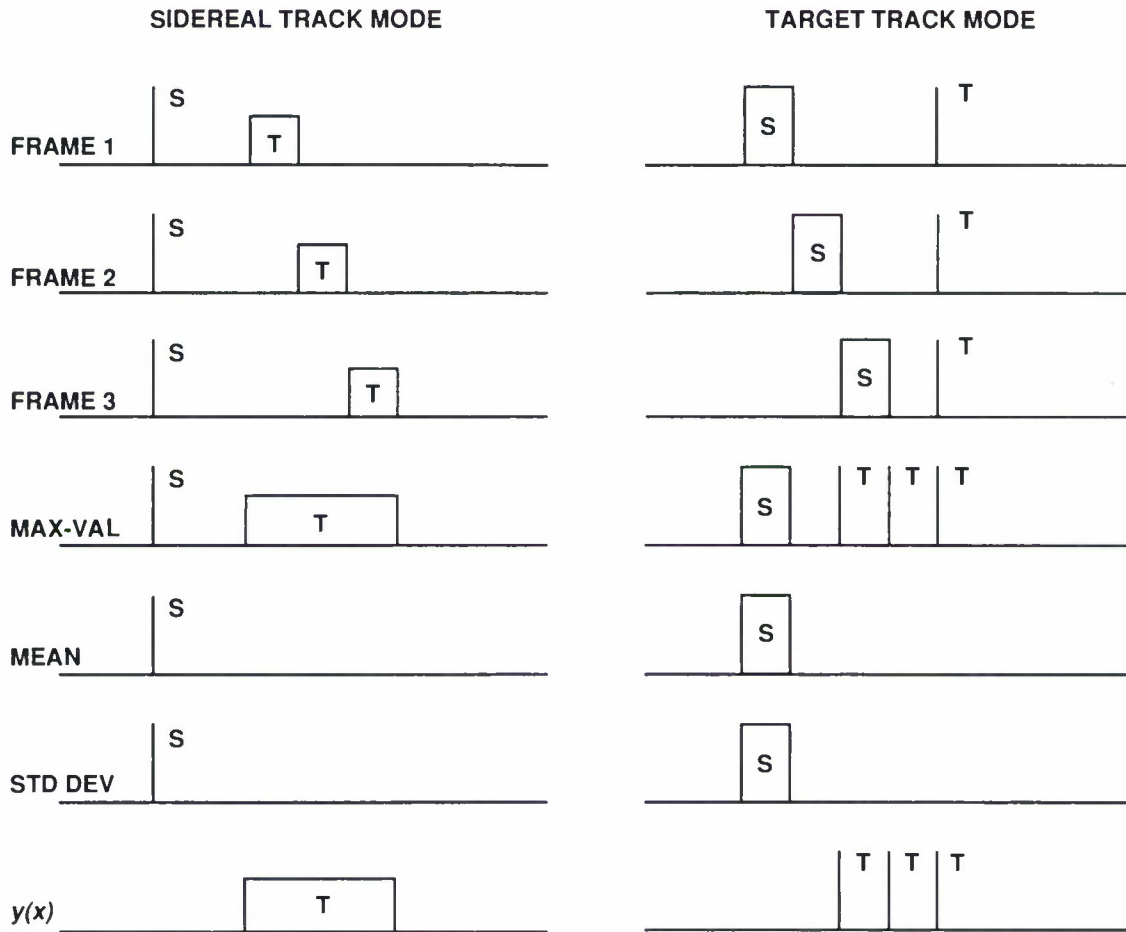 SIDEREAL TRACK MODE
TARGET TRACK MODE
FRAME 1
S
T
S
T
FRAME 2
S
T
S
T
FRAME 3
S
T
S
T
MAX-VAL
S
T
S
T
T
T
MEAN
S
S
STD DEV
S
S
y(x)
T
T
T
T